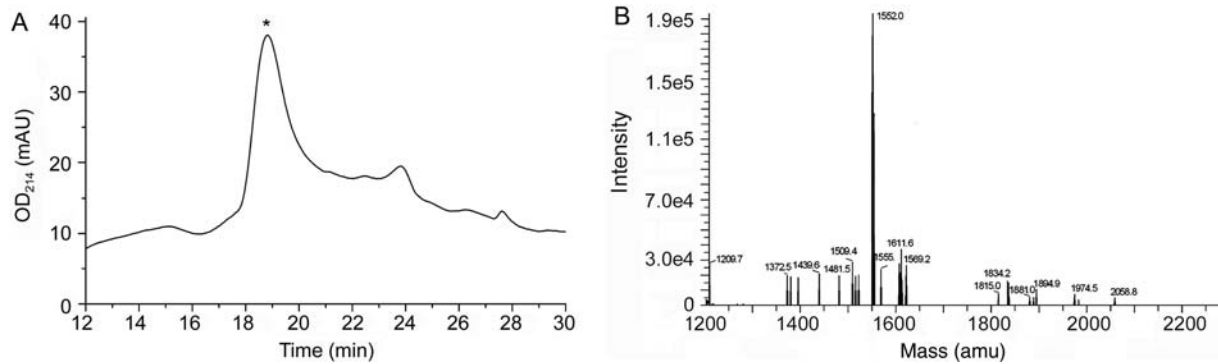 A
*
OD214 (mAU)
40
30
20
10
0
12 14 16 18 20 22 24 26 28 30
Time (min)
B
Intensity
1.9e5
1.5e5
1.1e5
7.0e4
3.0e4
0
1552.0
1209.7
1372.5
1439.6
1481.5
1509.4
1555.
1611.6
1569.2
1834.2
1815.0
1881.0
1894.9
1974.5
2058.8
1200 1400 1600 1800 2000 2200
Mass (amu)